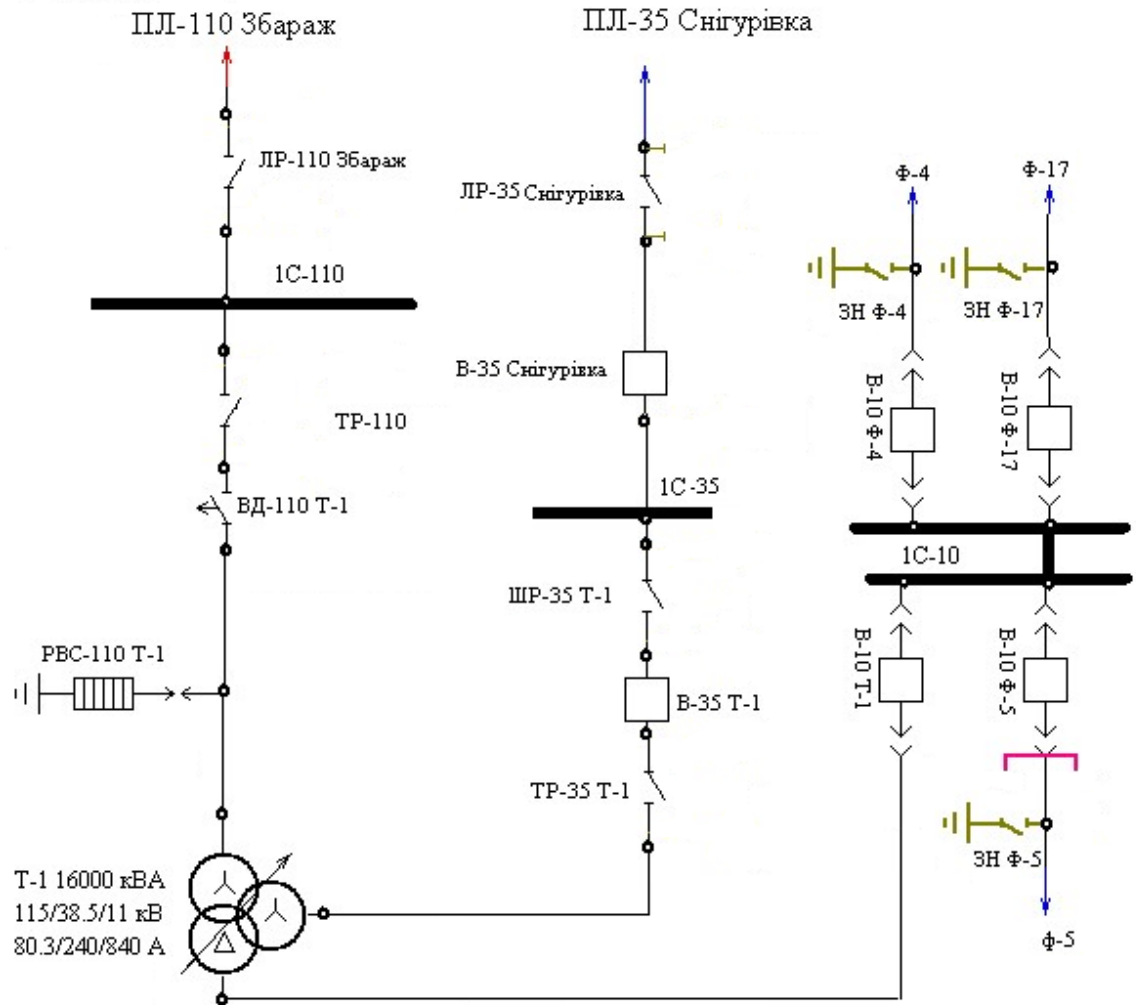 ПЛ-110 Збараж
ПЛ-35 Снігурівка
ЛР-110 Збараж
ЛР-35 Снігурівка
Ф-4
Ф-17
1С-110
ЗН Ф-4
ЗН Ф-17
В-35 Снігурівка
В-10 Ф-4
В-10 Ф-17
ТР-110
1С-35
ВД-110 Т-1
1С-10
ШР-35 Т-1
РВС-110 Т-1
В-35 Т-1
В-10 Т-1
В-10 Ф-5
ТР-35 Т-1
ЗН Ф-5
Т-1 16000 кВА
115/38.5/11 кВ
80.3/240/840 А
ф-5